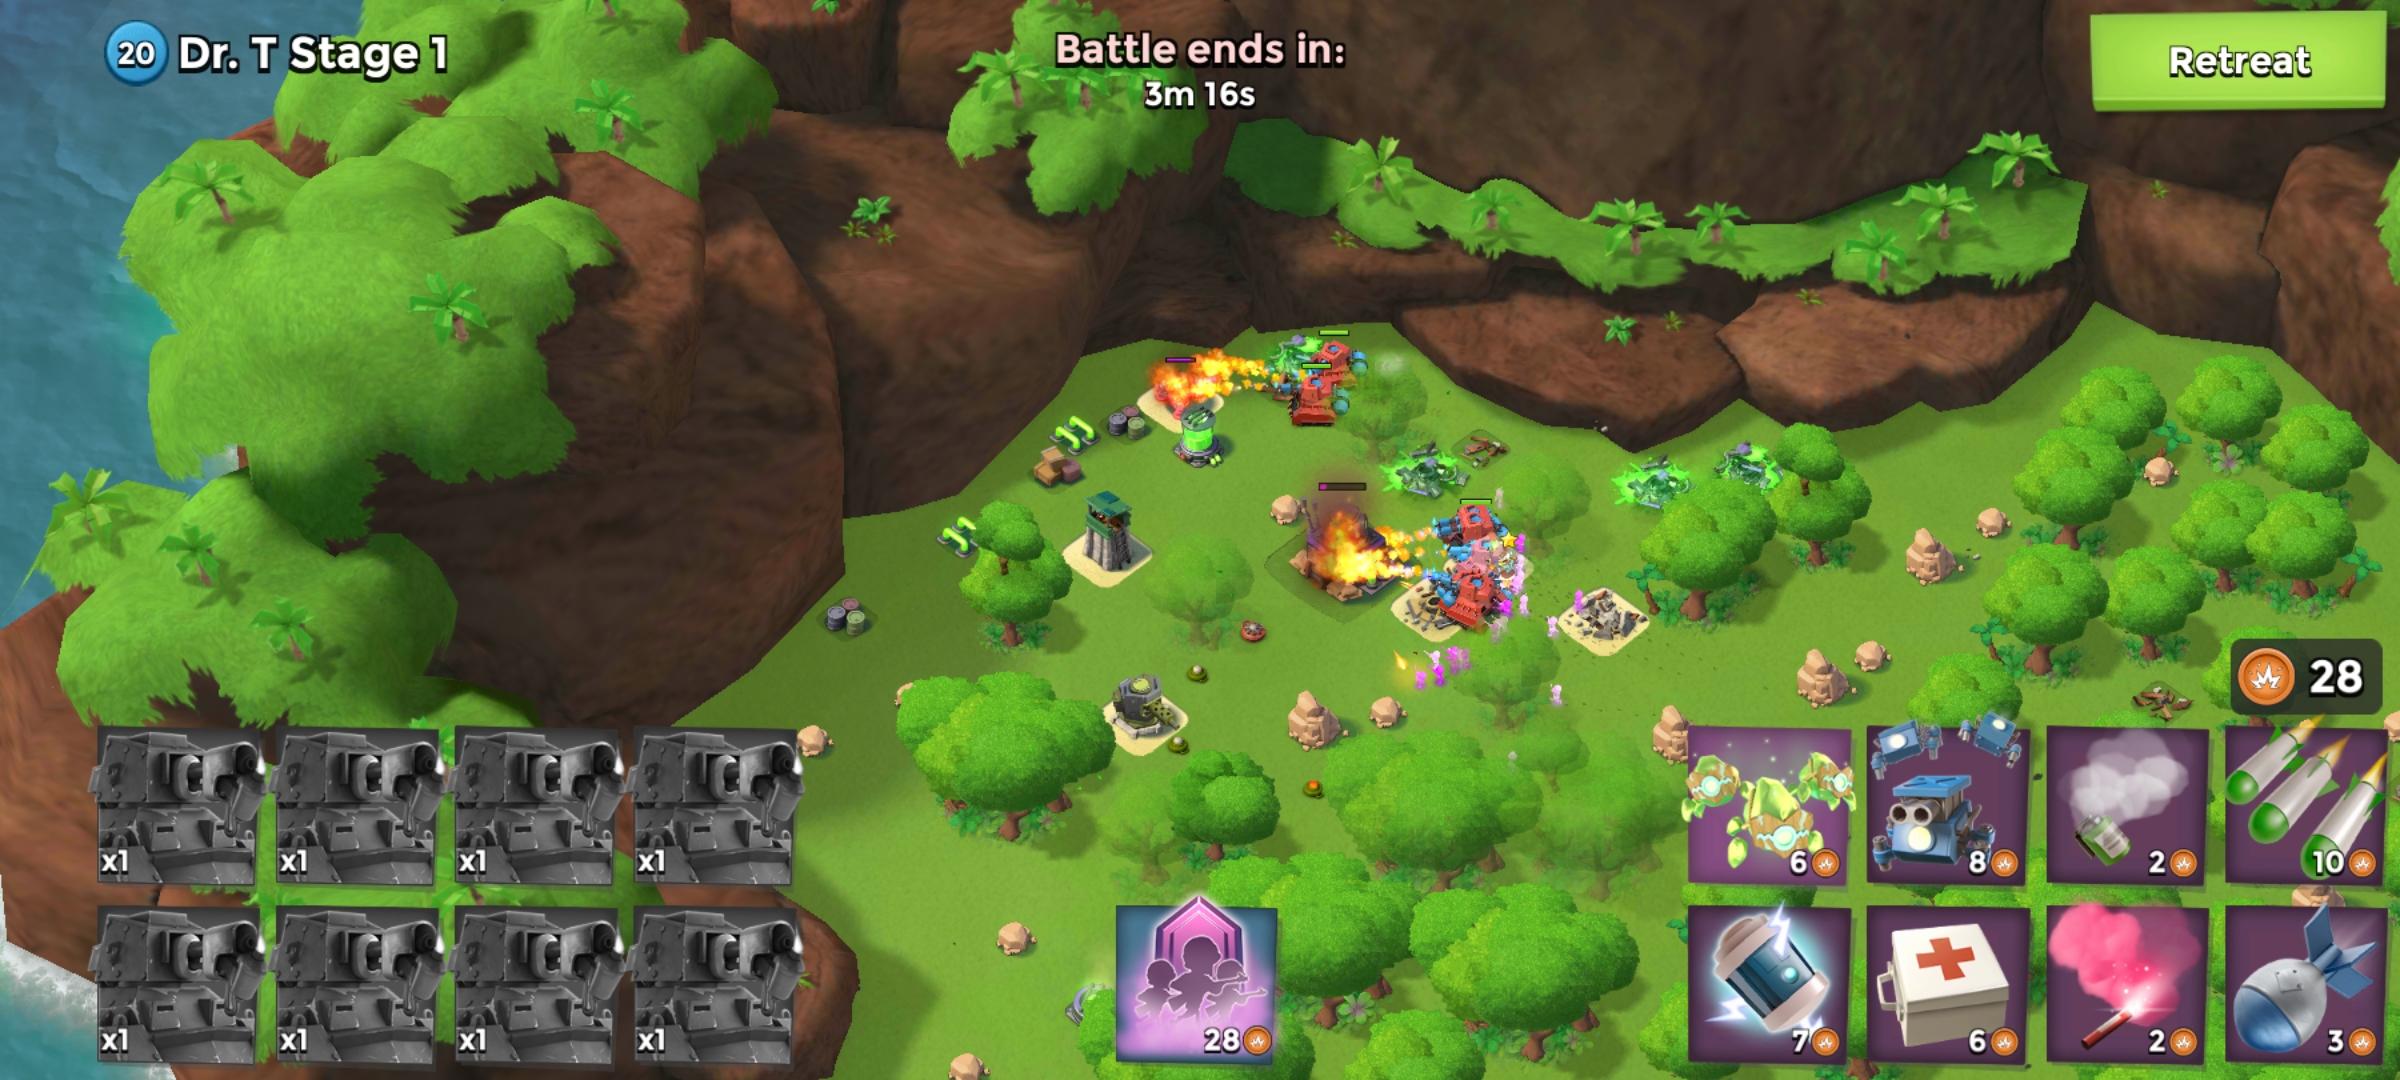 20 Dr. T Stage 1
Battle ends in:
3m 16s
Retreat
28
x1 x1 x1 x1
6 8 2 10
x1 x1 x1 x1
28
7 6 2 3